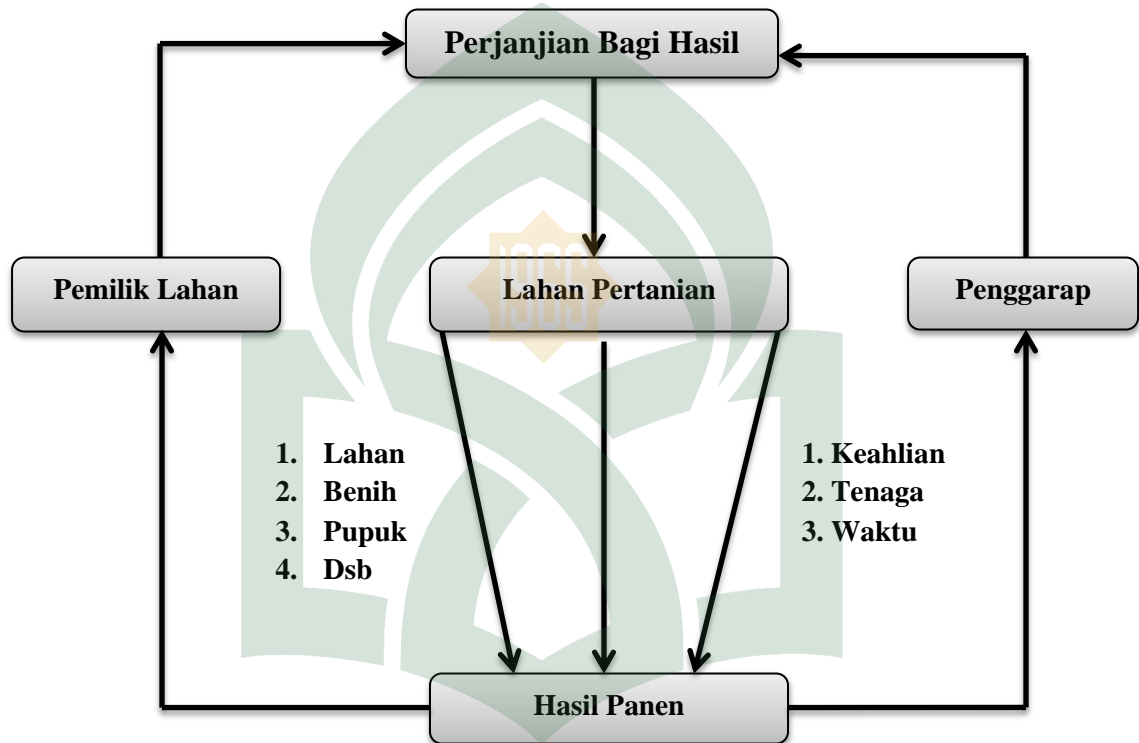 Perjanjian Bagi Hasil
Pemilik Lahan
Lahan Pertanian
Penggarap
1969
1. Lahan
2. Benih
3. Pupuk
4. Dsb
1. Keahlian
2. Tenaga
3. Waktu
Hasil Panen